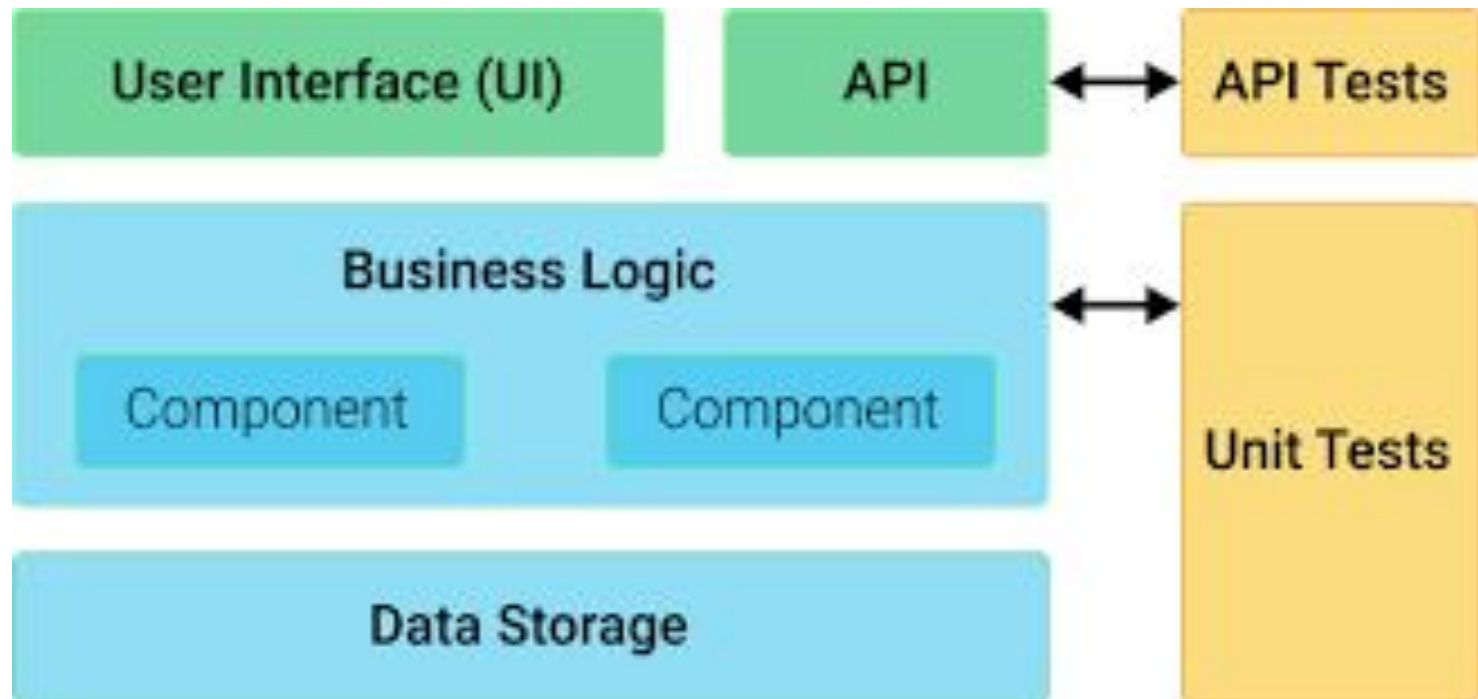 User Interface (UI)
API
API Tests
Business Logic
Component
Component
Unit Tests
Data Storage